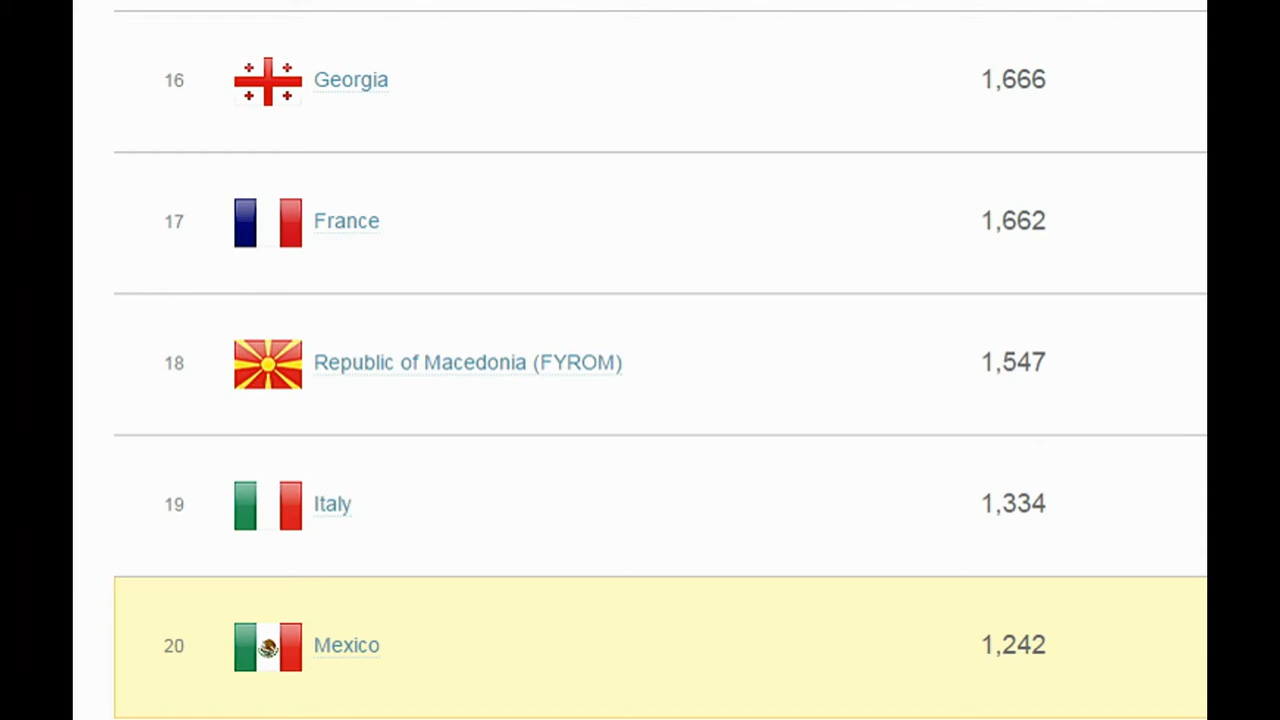 16 Georgia 1,666
17 France 1,662
18 Republic of Macedonia (FYROM) 1,547
19 Italy 1,334
20 Mexico 1,242